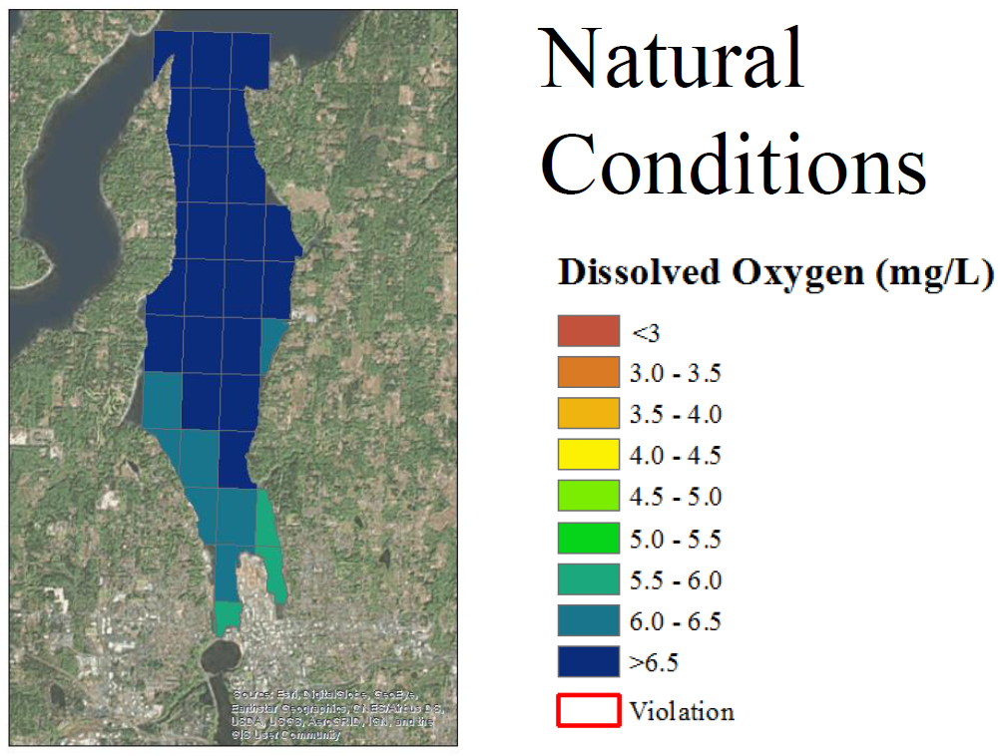 Natural
Conditions
Dissolved Oxygen (mg/L)
<3
3.0 - 3.5
3.5 - 4.0
4.0 - 4.5
4.5 - 5.0
5.0 - 5.5
5.5 - 6.0
6.0 - 6.5
>6.5
Violation
Source: Esri, DigitalGlobe, GeoEye,
Earthstar Geographics, CNES/Airbus DS,
USDA, USGS, AeroGRID, IGN, and the
GIS User Community